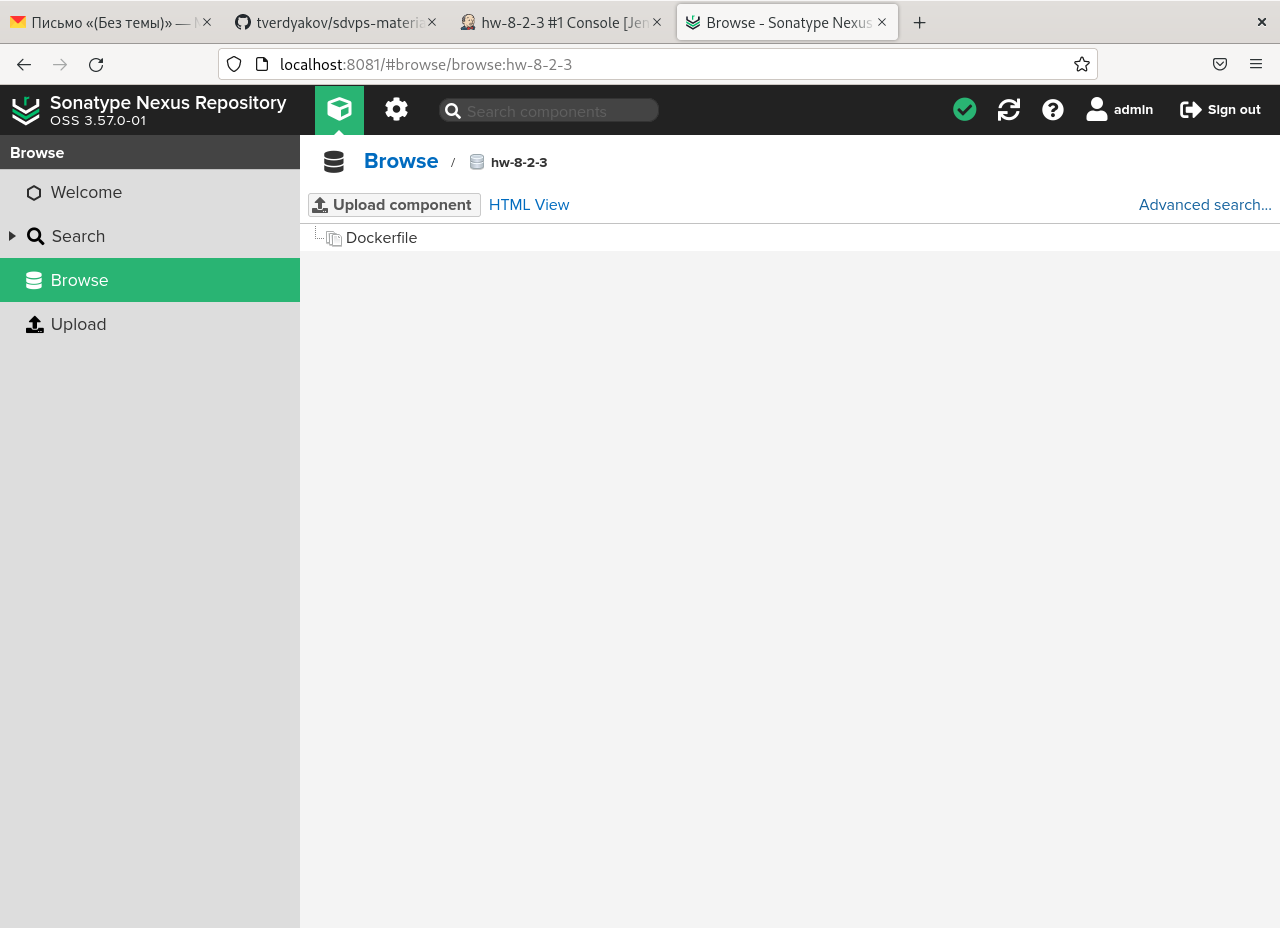 Письмо «(Без темы)» —
tverdyakov/sdvps-materia
hw-8-2-3 #1 Console [Jen
Browse - Sonatype Nexus
localhost:8081/#browse/browse:hw-8-2-3
Sonatype Nexus Repository
OSS 3.57.0-01
Search components
admin
Sign out
Browse
Welcome
Search
Browse
Upload
Browse / hw-8-2-3
Upload component
HTML View
Advanced search...
Dockerfile